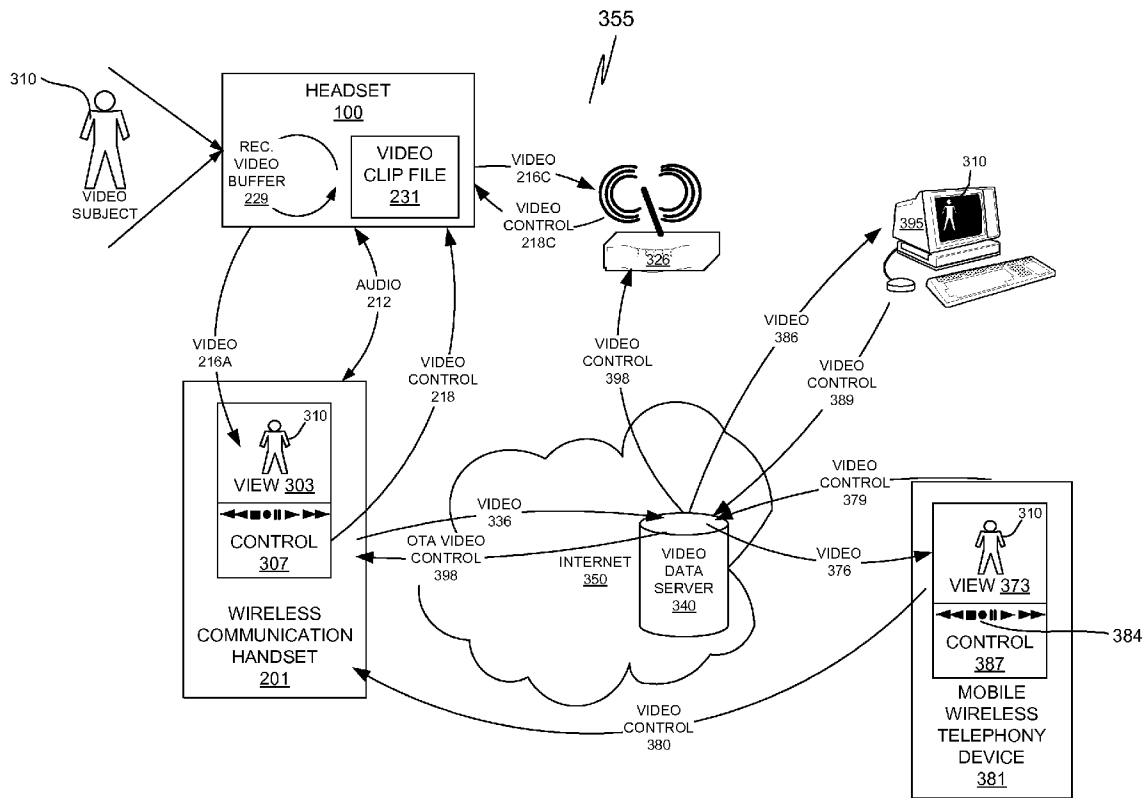 355
310
VIDEO
SUBJECT
HEADSET
100
REC.
VIDEO
BUFFER
229
VIDEO
CLIP FILE
231
VIDEO
216C
VIDEO
CONTROL
218C
326
310
395
AUDIO
212
VIDEO
216A
VIDEO
CONTROL
218
VIDEO
CONTROL
398
VIDEO
386
VIDEO
CONTROL
389
310
VIEW 303
CONTROL
307
WIRELESS
COMMUNICATION
HANDSET
201
VIDEO
336
OTA VIDEO
CONTROL
398
INTERNET
350
VIDEO
DATA
SERVER
340
VIDEO
CONTROL
379
VIDEO
376
310
VIEW 373
384
CONTROL
387
MOBILE
WIRELESS
TELEPHONY
DEVICE
381
VIDEO
CONTROL
380